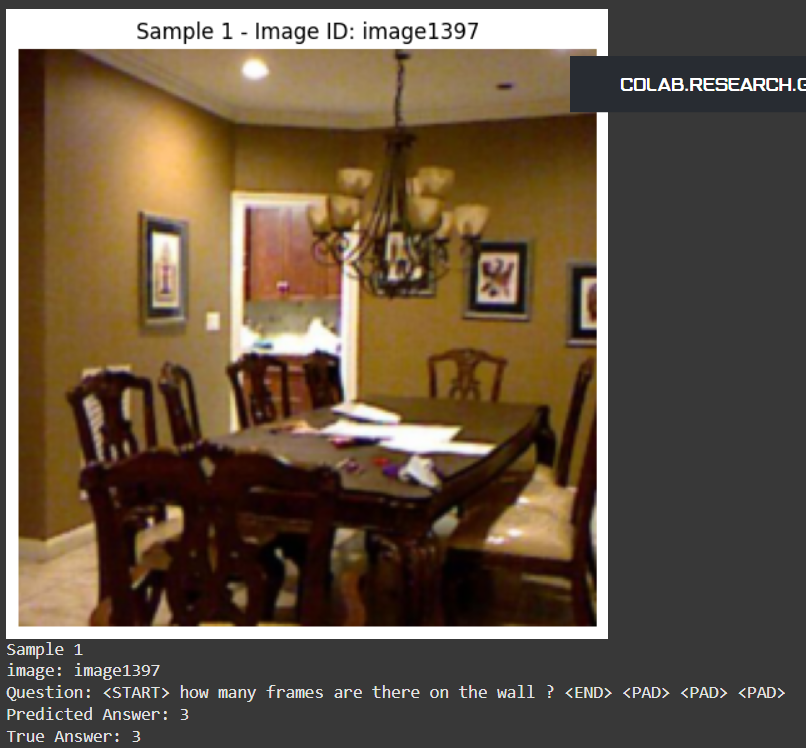 Sample 1 - Image ID: image1397
COLAB.RESEARCH.G
Sample 1
image: image1397
Question: <START> how many frames are there on the wall ? <END> <PAD> <PAD> <PAD>
Predicted Answer: 3
True Answer: 3